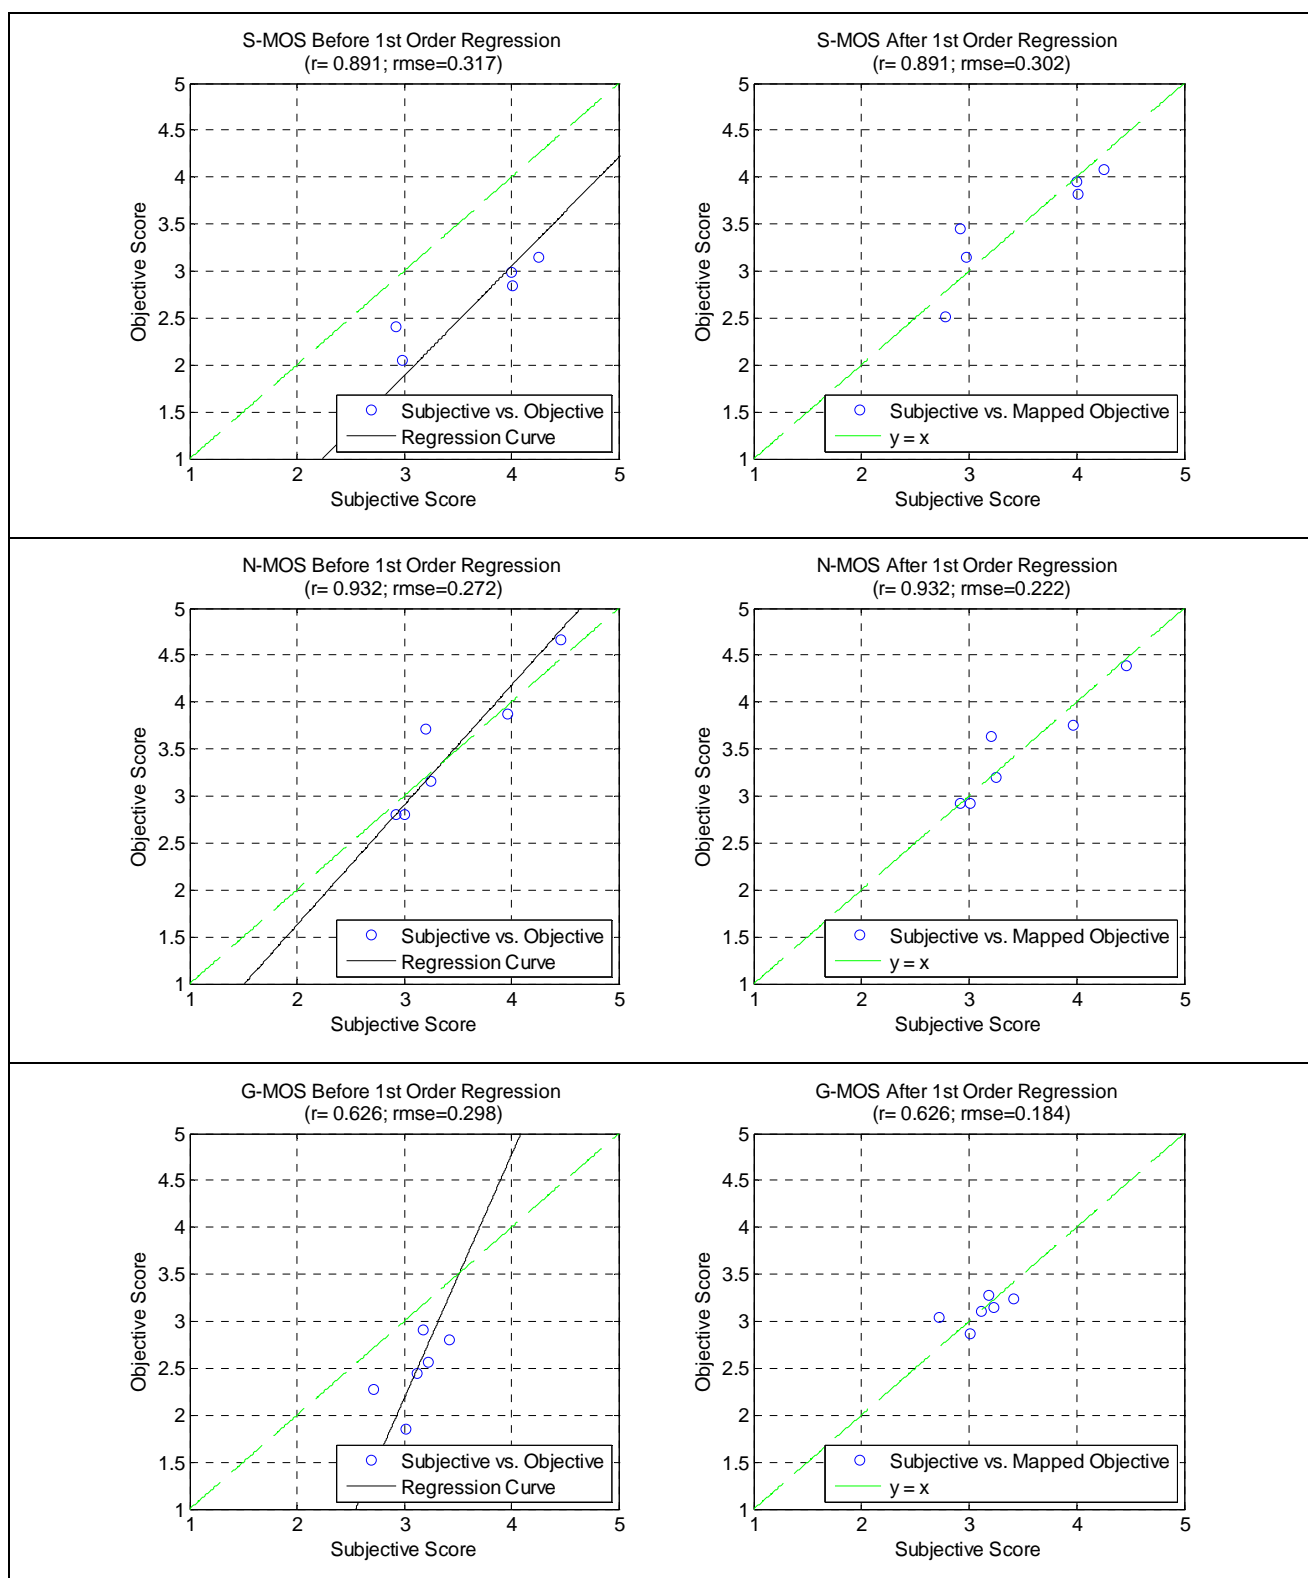 S-MOS Before 1st Order Regression
(r= 0.891; rmse=0.317)
5
4.5
4
3.5
3
2.5
2
1.5
1
Objective Score
Subjective vs. Objective
Regression Curve
1 2 3 4 5
Subjective Score
S-MOS After 1st Order Regression
(r= 0.891; rmse=0.302)
5
4.5
4
3.5
3
2.5
2
1.5
1
Objective Score
Subjective vs. Mapped Objective
y = x
1 2 3 4 5
Subjective Score
N-MOS Before 1st Order Regression
(r= 0.932; rmse=0.272)
5
4.5
4
3.5
3
2.5
2
1.5
1
Objective Score
Subjective vs. Objective
Regression Curve
1 2 3 4 5
Subjective Score
N-MOS After 1st Order Regression
(r= 0.932; rmse=0.222)
5
4.5
4
3.5
3
2.5
2
1.5
1
Objective Score
Subjective vs. Mapped Objective
y = x
1 2 3 4 5
Subjective Score
G-MOS Before 1st Order Regression
(r= 0.626; rmse=0.298)
5
4.5
4
3.5
3
2.5
2
1.5
1
Objective Score
Subjective vs. Objective
Regression Curve
1 2 3 4 5
Subjective Score
G-MOS After 1st Order Regression
(r= 0.626; rmse=0.184)
5
4.5
4
3.5
3
2.5
2
1.5
1
Objective Score
Subjective vs. Mapped Objective
y = x
1 2 3 4 5
Subjective Score